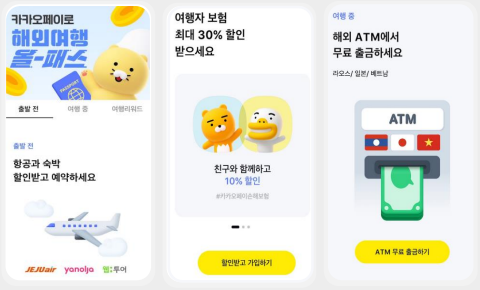 카카오페이로
해외여행
올-패스
PASSPORT
출발 전
여행 중
여행리워드
출발 전
항공과 숙박
할인받고 예약하세요
JEJUair
yanolja
웹투어
여행자 보험
최대 30% 할인
받으세요
친구와 함께하고
10% 할인
#카카오페이손해보험
할인받고 가입하기
여행 중
해외 ATM에서
무료 출금하세요
라오스/ 일본/ 베트남
ATM
ATM 무료 출금하기